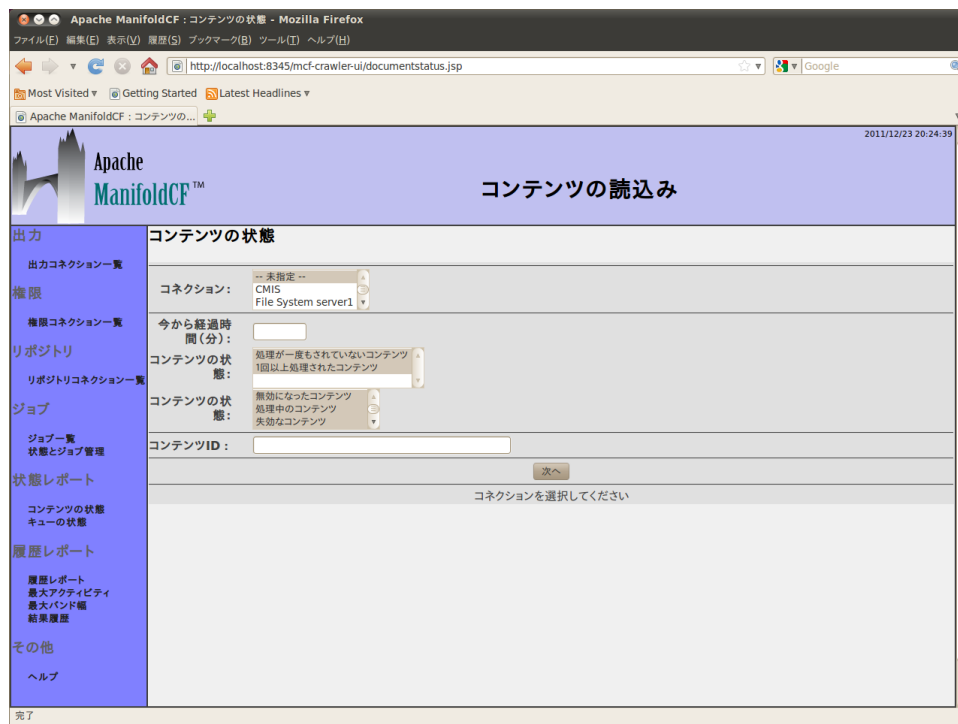 Apache ManifoldCF : コンテンツの状態 - Mozilla Firefox
ファイル(F) 編集(E) 表示(V) 履歴(S) ブックマーク(B) ツール(T) ヘルプ(H)
http://localhost:8345/mcf-crawler-ui/documentstatus.jsp
Google
Most Visited Getting Started Latest Headlines
Apache ManifoldCF : コンテンツの...
2011/12/23 20:24:39
Apache
ManifoldCF™
コンテンツの読込み
出力
出力コネクション一覧
権限
権限コネクション一覧
リポジトリ
リポジトリコネクション一覧
ジョブ
ジョブ一覧
状態とジョブ管理
状態レポート
コンテンツの状態
キューの状態
履歴レポート
履歴レポート
最大アクティビティ
最大バンド幅
結果履歴
その他
ヘルプ
コンテンツの状態
コネクション:
-- 未指定 --
CMIS
File System server1
今から経過時
間(分):
コンテンツの状
態:
処理が一度もされていないコンテンツ
1回以上処理されたコンテンツ
コンテンツの状
態:
無効になったコンテンツ
処理中のコンテンツ
失効なコンテンツ
コンテンツID:
次へ
コネクションを選択してください
完了